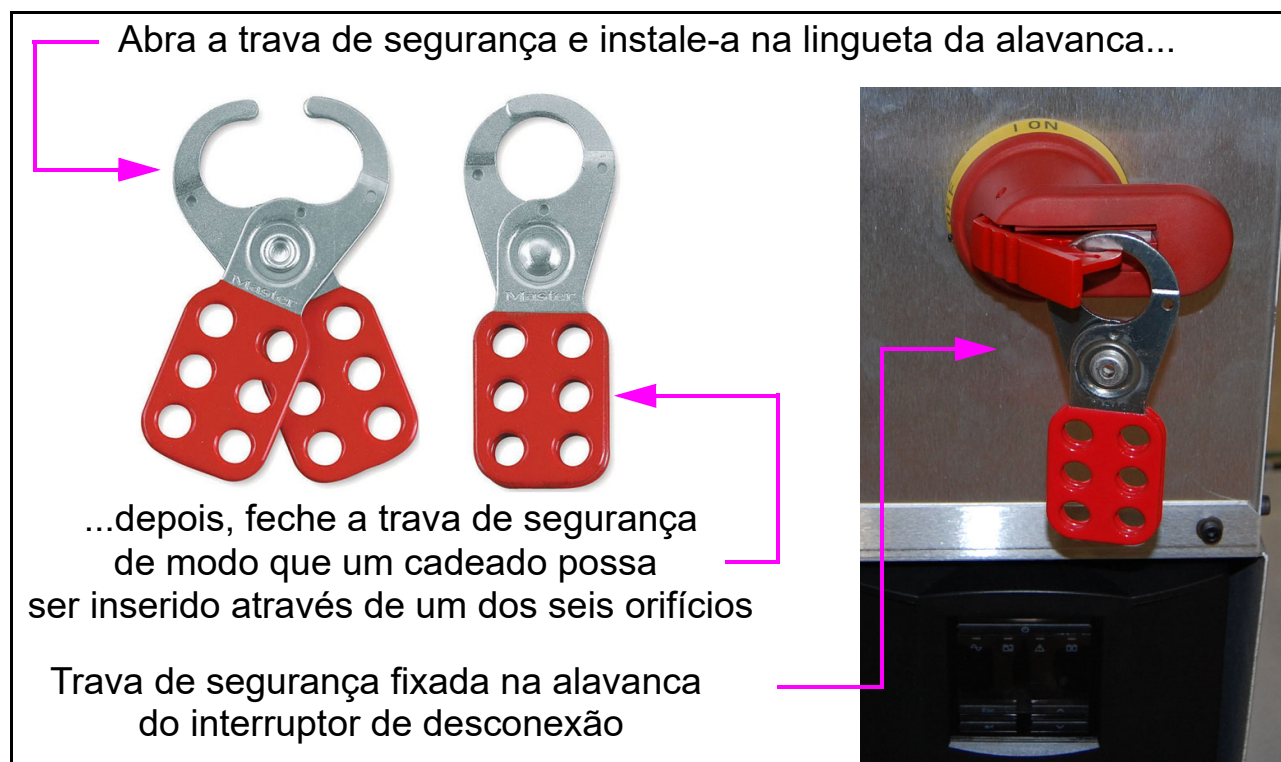 Abra a trava de segurança e instale-a na lingueta da alavanca...
I ON
Master
Master
...depois, feche a trava de segurança
de modo que um cadeado possa
ser inserido através de um dos seis orifícios
Trava de segurança fixada na alavanca
do interruptor de desconexão